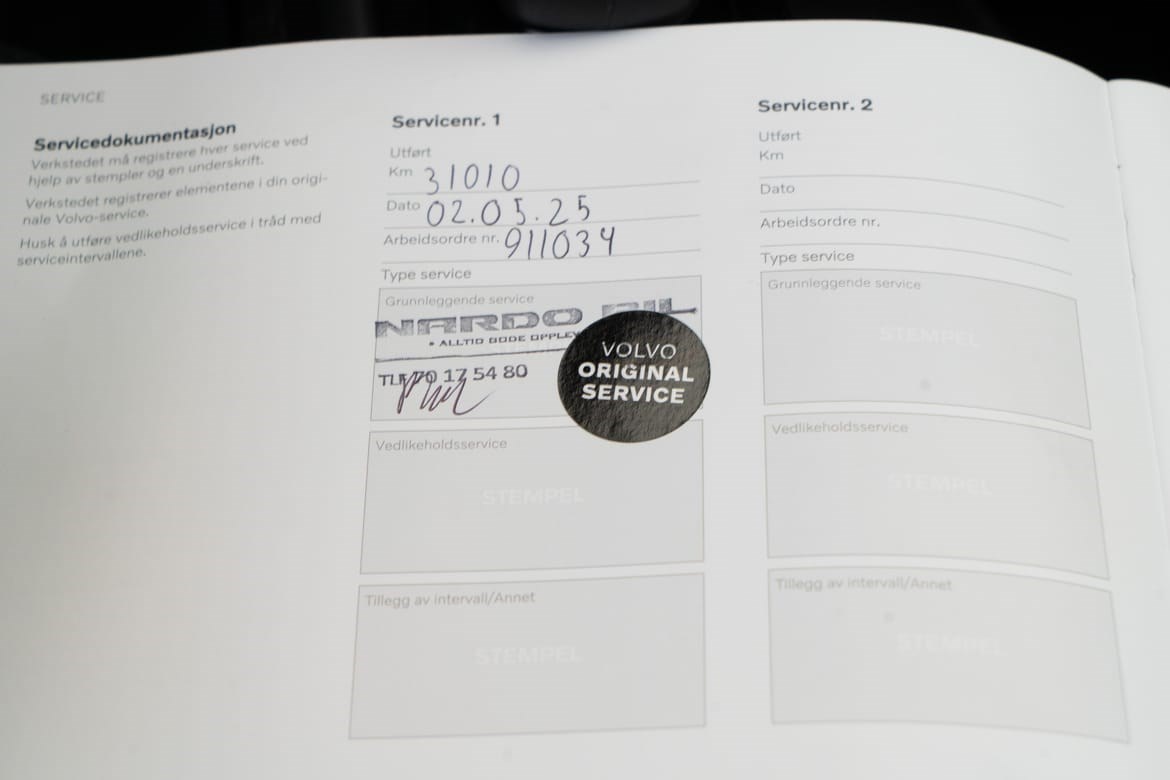 SERVICE
Servicedokumentasjon
Verkstedet må registrere hver service ved
hjelp av stempler og en underskrift.
Verkstedet registrerer elementene i din origi-
nale Volvo-service.
Husk å utføre vedlikeholdsservice i tråd med
serviceintervallene.
Servicenr. 1
Utført
Km 31010
Dato 02.05.25
Arbeidsordre nr. 911034
Type service
Grunnleggende service
NARDO BIL
• ALLTID GODE OPPLEV
TLF 70 17 54 80
VOLVO
ORIGINAL
SERVICE
Vedlikeholdsservice
STEMPEL
Tillegg av intervall/Annet
STEMPEL
Servicenr. 2
Utført
Km
Dato
Arbeidsordre nr.
Type service
Grunnleggende service
STEMPEL
Vedlikeholdsservice
STEMPEL
Tillegg av intervall/Annet
STEMPEL